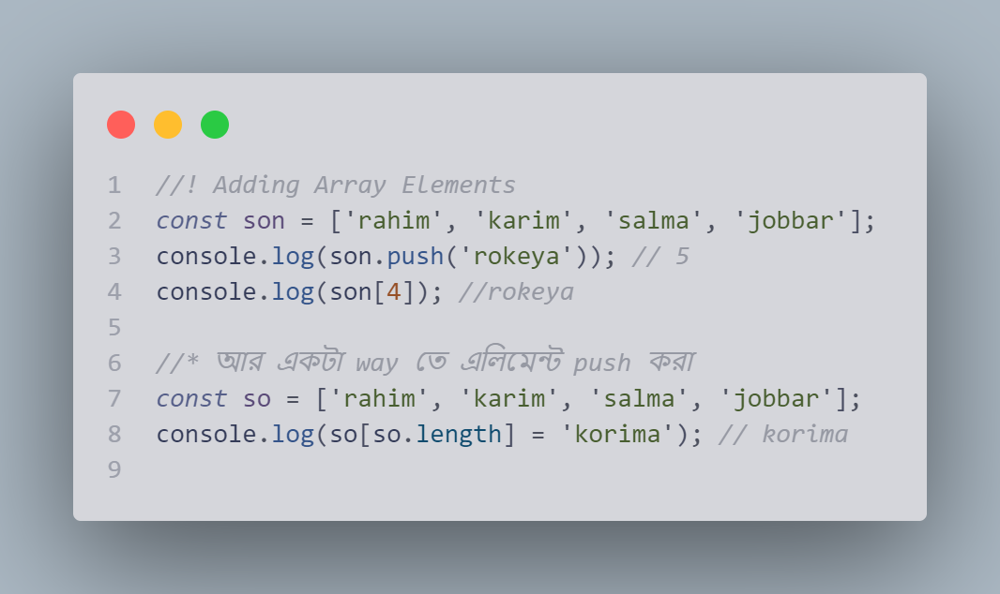 1 //! Adding Array Elements
2 const son = ['rahim', 'karim', 'salma', 'jobbar'];
3 console.log(son.push('rokeya')); // 5
4 console.log(son[4]); //rokeya
5
6 //* আর একটা way তে এলিমেন্ট push করা
7 const so = ['rahim', 'karim', 'salma', 'jobbar'];
8 console.log(so[so.length] = 'korima'); // korima
9